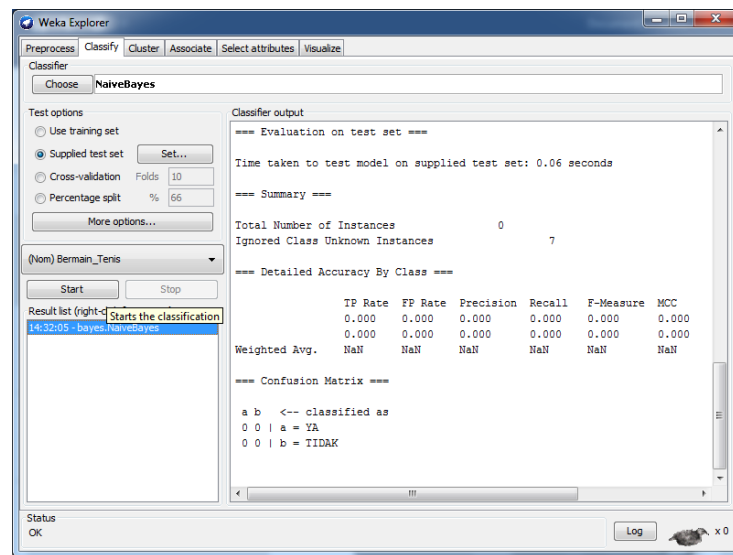 Weka Explorer
Preprocess Classify Cluster Associate Select attributes Visualize
Classifier
Choose NaiveBayes
Test options
Use training set
Supplied test set Set...
Cross-validation Folds 10
Percentage split % 66
More options...
(Nom) Bermain_Tenis
Start Stop
Result list (right-c
Starts the classification
14:32:05 - bayes.NaiveBayes
Classifier output
=== Evaluation on test set ===
Time taken to test model on supplied test set: 0.06 seconds
=== Summary ===
Total Number of Instances 0
Ignored Class Unknown Instances 7
=== Detailed Accuracy By Class ===
TP Rate FP Rate Precision Recall F-Measure MCC
0.000 0.000 0.000 0.000 0.000 0.000
0.000 0.000 0.000 0.000 0.000 0.000
Weighted Avg. NaN NaN NaN NaN NaN NaN
=== Confusion Matrix ===
a b <-- classified as
0 0 | a = YA
0 0 | b = TIDAK
Status
OK
Log
x 0